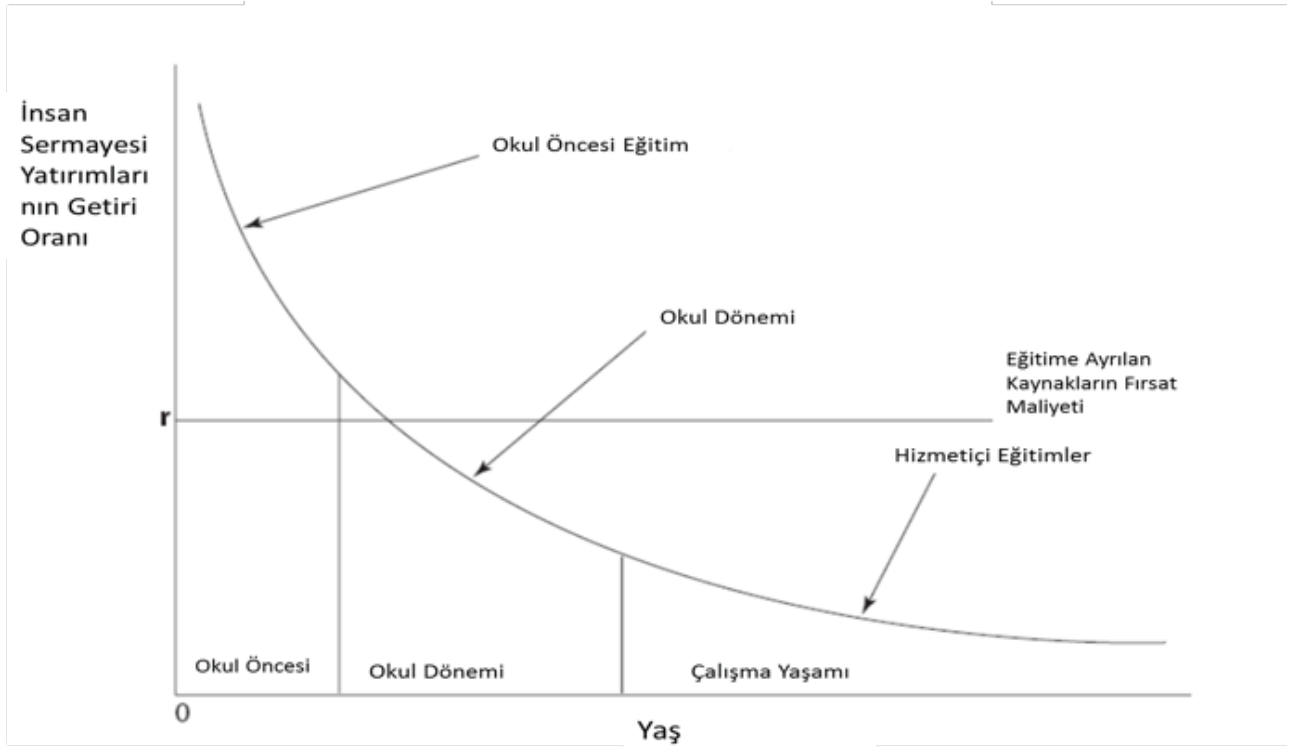 İnsan
Sermayesi
Yatırımları
nın Getiri
Oranı
Okul Öncesi Eğitim
Okul Dönemi
Eğitime Ayrılan
Kaynakların Fırsat
Maliyeti
r
Hizmetiçi Eğitimler
Okul Öncesi
Okul Dönemi
Çalışma Yaşamı
0
Yaş